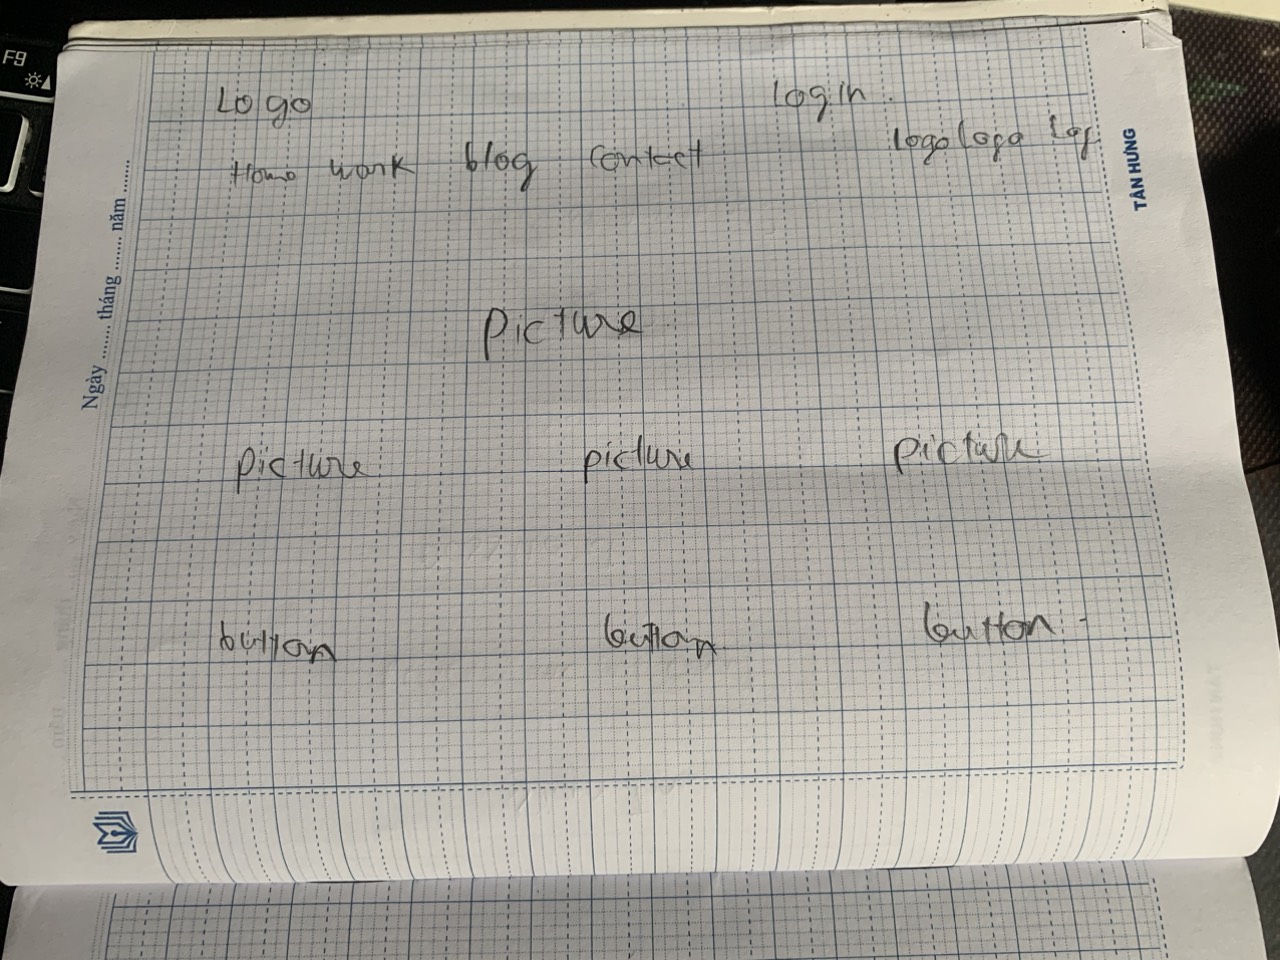 F9
Logo
Login.
Home work blog contact
logo logo log
TÂN HƯNG
Ngày ........ tháng ........ năm ........
picture
picture picture picture
button button button